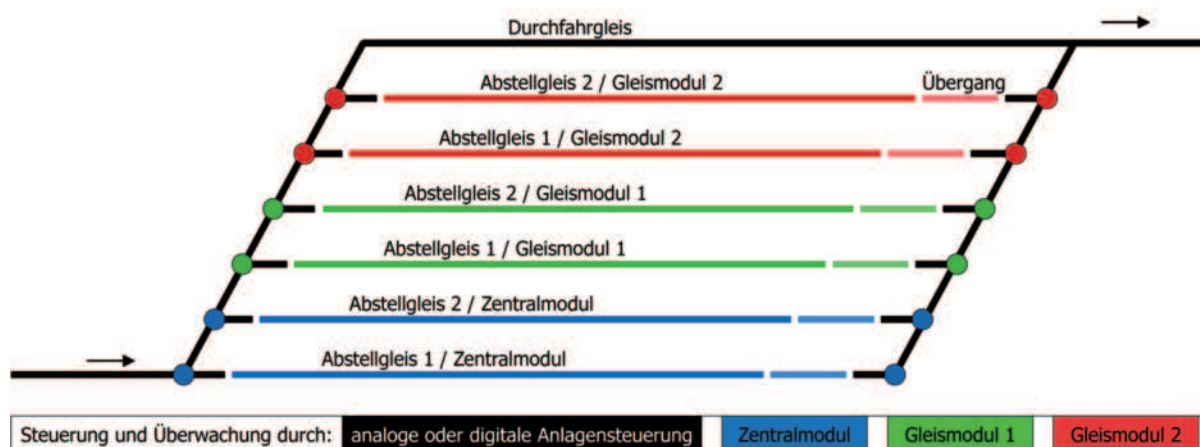 Durchfahrgleis
Abstellgleis 2 / Gleismodul 2
Übergang
Abstellgleis 1 / Gleismodul 2
Abstellgleis 2 / Gleismodul 1
Abstellgleis 1 / Gleismodul 1
Abstellgleis 2 / Zentralmodul
Abstellgleis 1 / Zentralmodul
Steuerung und Überwachung durch: analoge oder digitale Anlagensteuerung Zentralmodul Gleismodul 1 Gleismodul 2